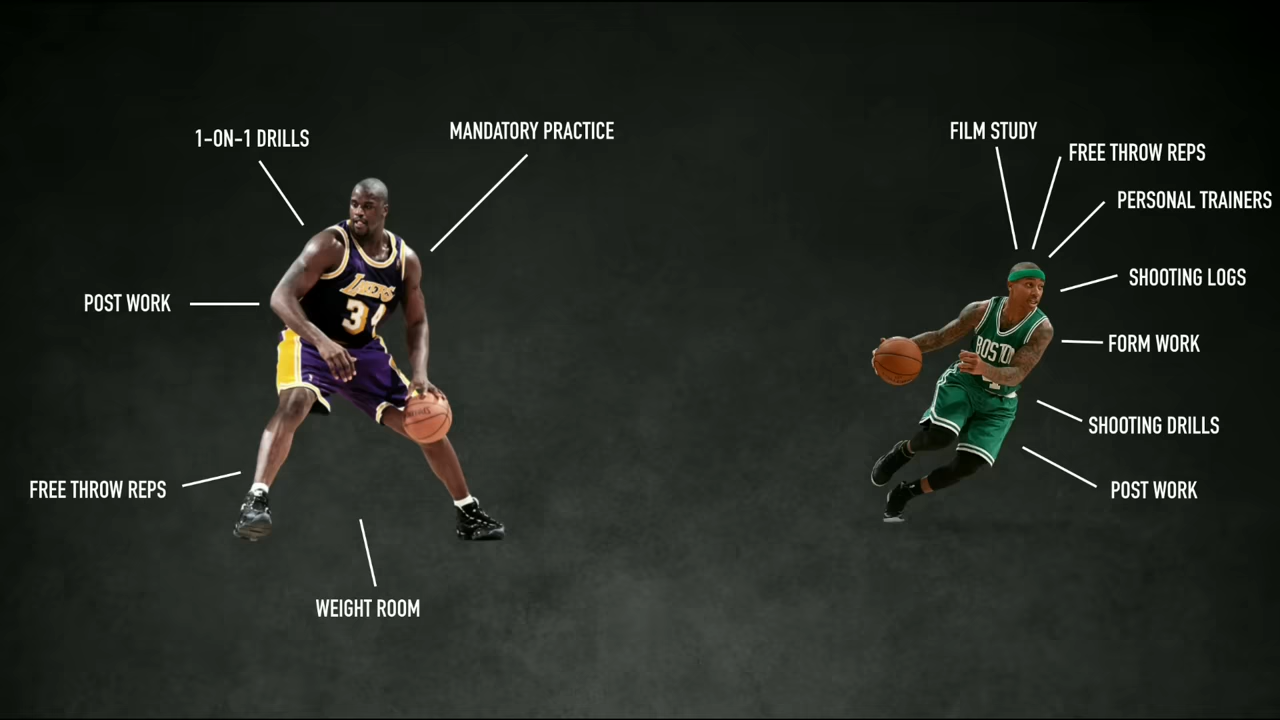 1-ON-1 DRILLS
MANDATORY PRACTICE
POST WORK
FREE THROW REPS
WEIGHT ROOM
LAKERS
34
FILM STUDY
FREE THROW REPS
PERSONAL TRAINERS
SHOOTING LOGS
FORM WORK
SHOOTING DRILLS
POST WORK
BOSTON